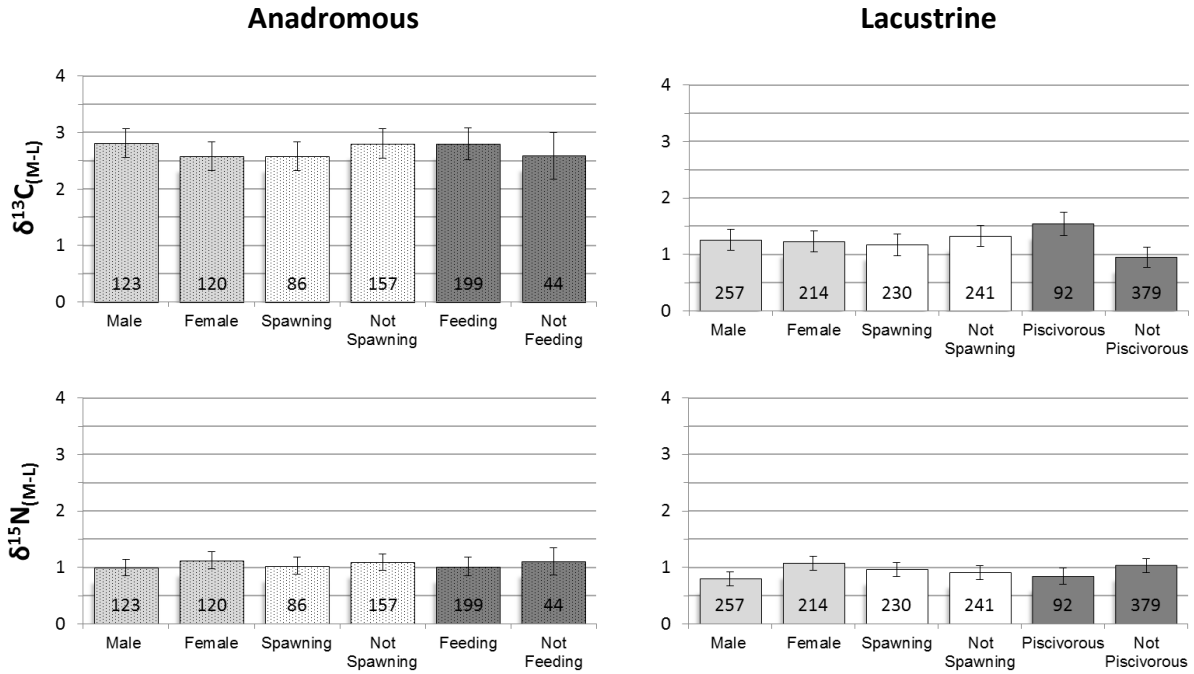 Anadromous
Lacustrine
δ13C(M-L)
4
3
2
1
0
123 120 86 157 199 44
Male Female Spawning Not Spawning Feeding Not Feeding
4
3
2
1
0
257 214 230 241 92 379
Male Female Spawning Not Spawning Piscivorous Not Piscivorous
δ15N(M-L)
4
3
2
1
0
123 120 86 157 199 44
Male Female Spawning Not Spawning Feeding Not Feeding
4
3
2
1
0
257 214 230 241 92 379
Male Female Spawning Not Spawning Piscivorous Not Piscivorous